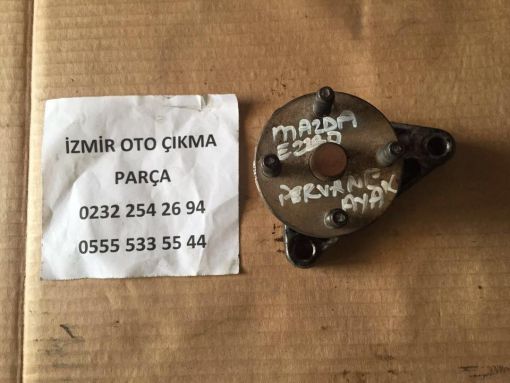 İZMİR OTO ÇIKMA
PARÇA
0232 254 26 94
0555 533 55 44
MAZDA
E2200
PERVANE
AYAK